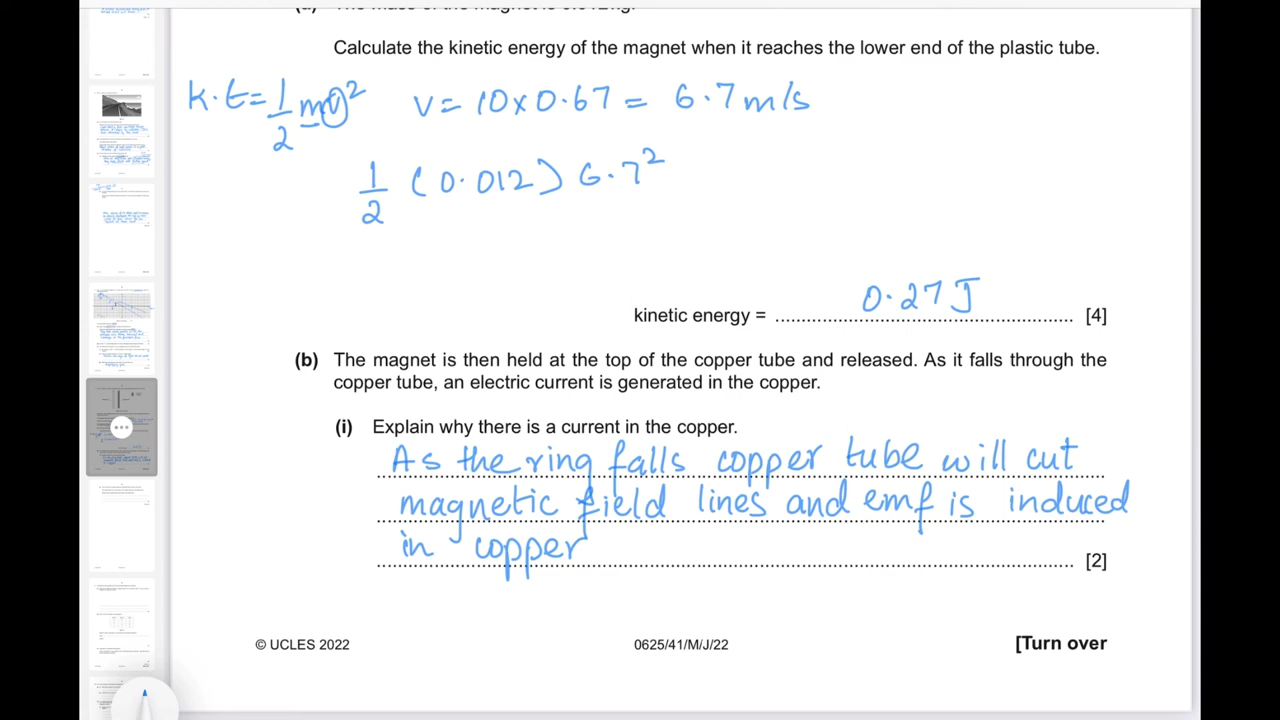 Calculate the kinetic energy of the magnet when it reaches the lower end of the plastic tube.
K.t=1/2 mv² v= 10×0.67 = 6.7m/s
1/2 (0.012) 6.7²
0.27J
kinetic energy = ........................................................ [4]
(b) The magnet is then held at the top of the copper tube and released. As it falls through the
copper tube, an electric current is generated in the copper.
(i) Explain why there is a current in the copper.
As the ring falls copper tube will cut
magnetic field lines and emf is induced
in copper
[2]
© UCLES 2022 0625/41/M/J/22 [Turn over